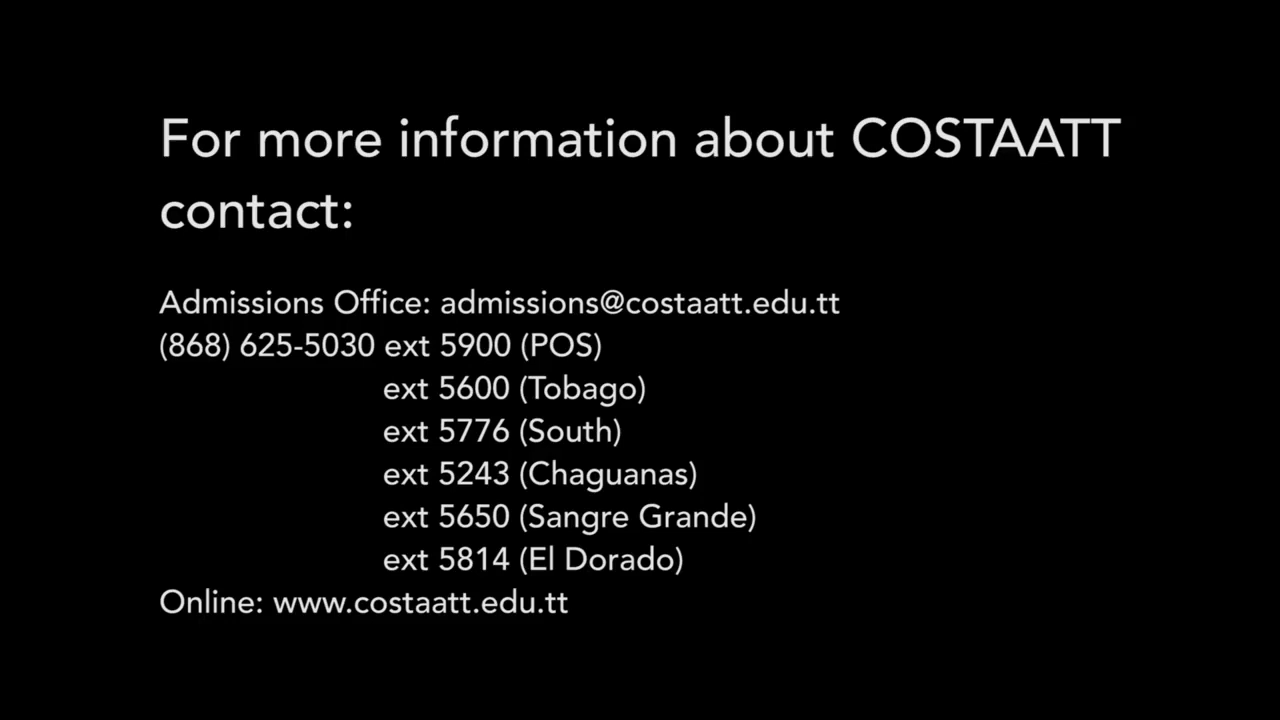 For more information about COSTAATT
contact:
Admissions Office: admissions@costaatt.edu.tt
(868) 625-5030 ext 5900 (POS)
ext 5600 (Tobago)
ext 5776 (South)
ext 5243 (Chaguanas)
ext 5650 (Sangre Grande)
ext 5814 (El Dorado)
Online: www.costaatt.edu.tt